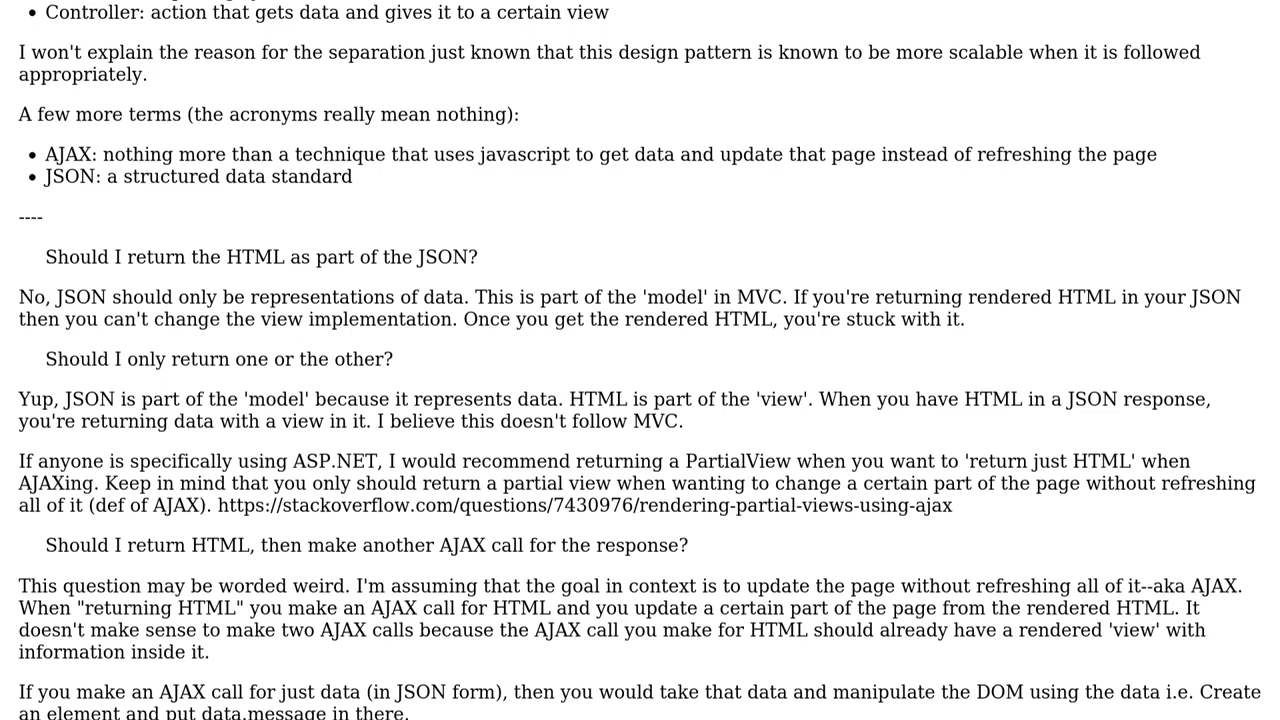 • Controller: action that gets data and gives it to a certain view
I won't explain the reason for the separation just known that this design pattern is known to be more scalable when it is followed
appropriately.
A few more terms (the acronyms really mean nothing):
• AJAX: nothing more than a technique that uses javascript to get data and update that page instead of refreshing the page
• JSON: a structured data standard
----
Should I return the HTML as part of the JSON?
No, JSON should only be representations of data. This is part of the 'model' in MVC. If you're returning rendered HTML in your JSON
then you can't change the view implementation. Once you get the rendered HTML, you're stuck with it.
Should I only return one or the other?
Yup, JSON is part of the 'model' because it represents data. HTML is part of the 'view'. When you have HTML in a JSON response,
you're returning data with a view in it. I believe this doesn't follow MVC.
If anyone is specifically using ASP.NET, I would recommend returning a PartialView when you want to 'return just HTML' when
AJAXing. Keep in mind that you only should return a partial view when wanting to change a certain part of the page without refreshing
all of it (def of AJAX). https://stackoverflow.com/questions/7430976/rendering-partial-views-using-ajax
Should I return HTML, then make another AJAX call for the response?
This question may be worded weird. I'm assuming that the goal in context is to update the page without refreshing all of it--aka AJAX.
When "returning HTML" you make an AJAX call for HTML and you update a certain part of the page from the rendered HTML. It
doesn't make sense to make two AJAX calls because the AJAX call you make for HTML should already have a rendered 'view' with
information inside it.
If you make an AJAX call for just data (in JSON form), then you would take that data and manipulate the DOM using the data i.e. Create
an element and put data.message in there.